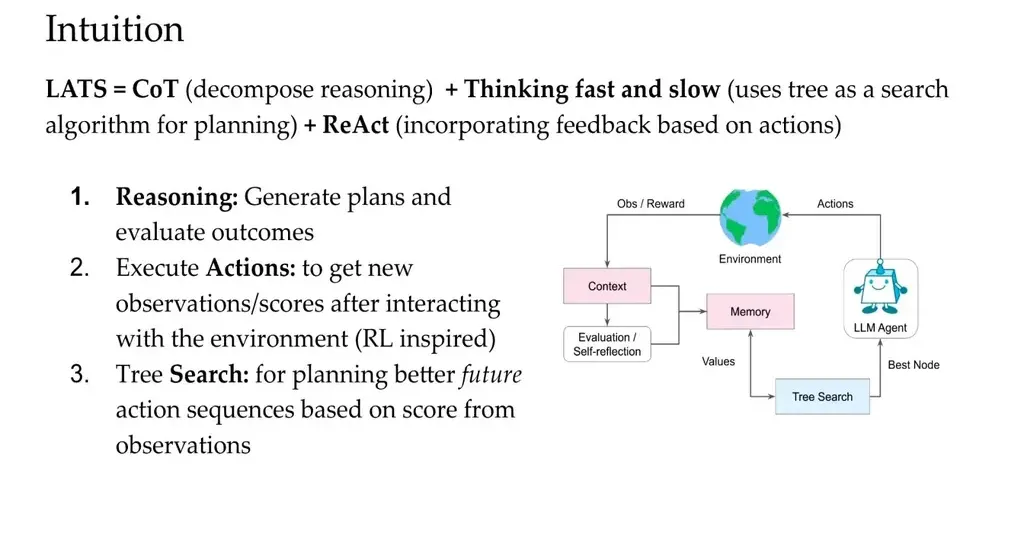 Intuition
LATS = CoT (decompose reasoning) + Thinking fast and slow (uses tree as a search
algorithm for planning) + ReAct (incorporating feedback based on actions)
1. Reasoning: Generate plans and
evaluate outcomes
2. Execute Actions: to get new
observations/scores after interacting
with the environment (RL inspired)
3. Tree Search: for planning better future
action sequences based on score from
observations
Obs / Reward
Actions
Environment
Context
Memory
LLM Agent
Evaluation /
Self-reflection
Values
Best Node
Tree Search